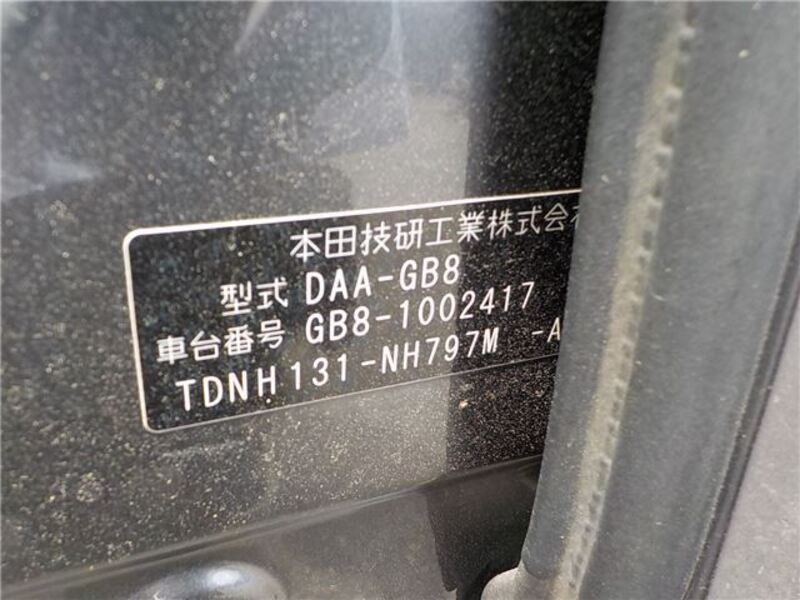 本田技研工業株式会
型式 DAA-GB8
車台番号 GB8-1002417
TDNH131-NH797M -A